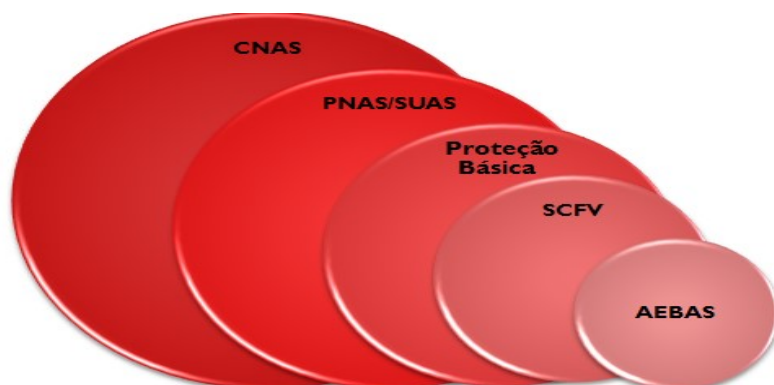 CNAS
PNAS/SUAS
Proteção
Básica
SCFV
AEBAS